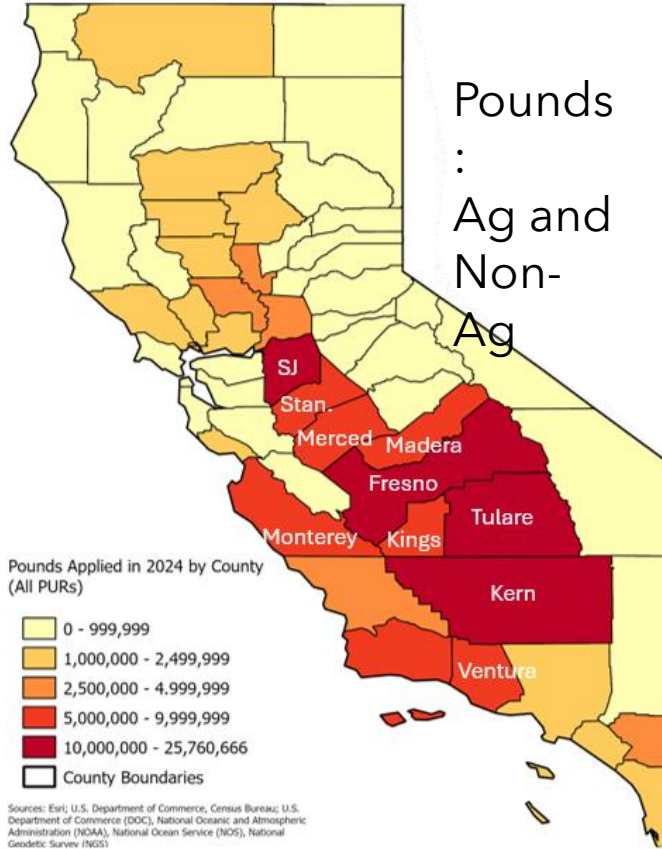 Pounds
:
Ag and
Non-
Ag
SJ
Stan.
Merced
Madera
Fresno
Tulare
Monterey
Kings
Kern
Ventura
Pounds Applied in 2024 by County
(All PURs)
0 - 999,999
1,000,000 - 2,499,999
2,500,000 - 4.999,999
5,000,000 - 9,999,999
10,000,000 - 25,760,666
County Boundaries
Sources: Esri; U.S. Department of Commerce, Census Bureau; U.S.
Department of Commerce (DOC), National Oceanic and Atmospheric
Administration (NOAA), National Ocean Service (NOS), National
Geodetic Survey (NGS)